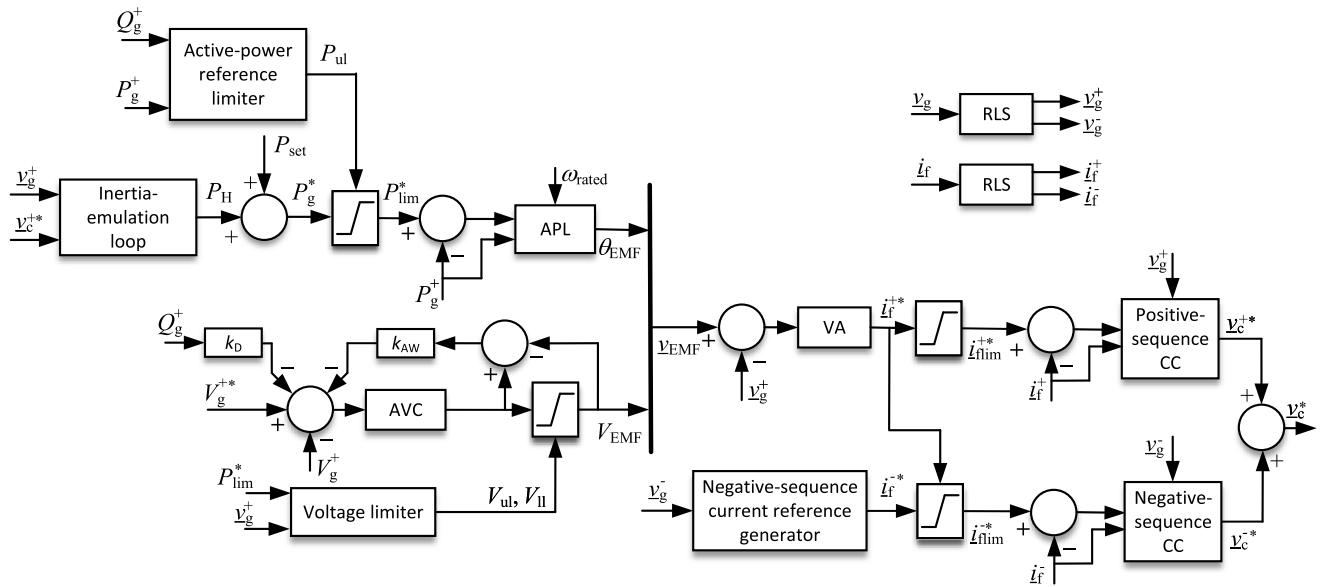 Q_g^+
Active-power
reference
limiter
P_ul
P_g^+
P_set
v_g^+
v_c^{+*}
Inertia-
emulation
loop
P_H
+
+
P_g^*
P_lim^*
+
−
P_g^+
ω_rated
APL
θ_EMF
v_g
RLS
v_g^+
v_g^-
i_f
RLS
i_f^+
i_f^-
Q_g^+
k_D
k_AW
−
+
−
−
V_g^{+*}
+
−
AVC
V_g^+
V_EMF
P_lim^*
v_g^+
Voltage limiter
V_ul, V_ll
v_EMF
+
−
v_g^+
VA
i_f^{+*}
i_flim^{+*}
+
−
i_f^+
v_g^+
Positive-
sequence
CC
v_c^{+*}
+
+
v_c^*
v_g^-
Negative-sequence
current reference
generator
i_f^{-*}
i_flim^{-*}
+
−
i_f^-
v_g^-
Negative-
sequence
CC
v_c^{-*}